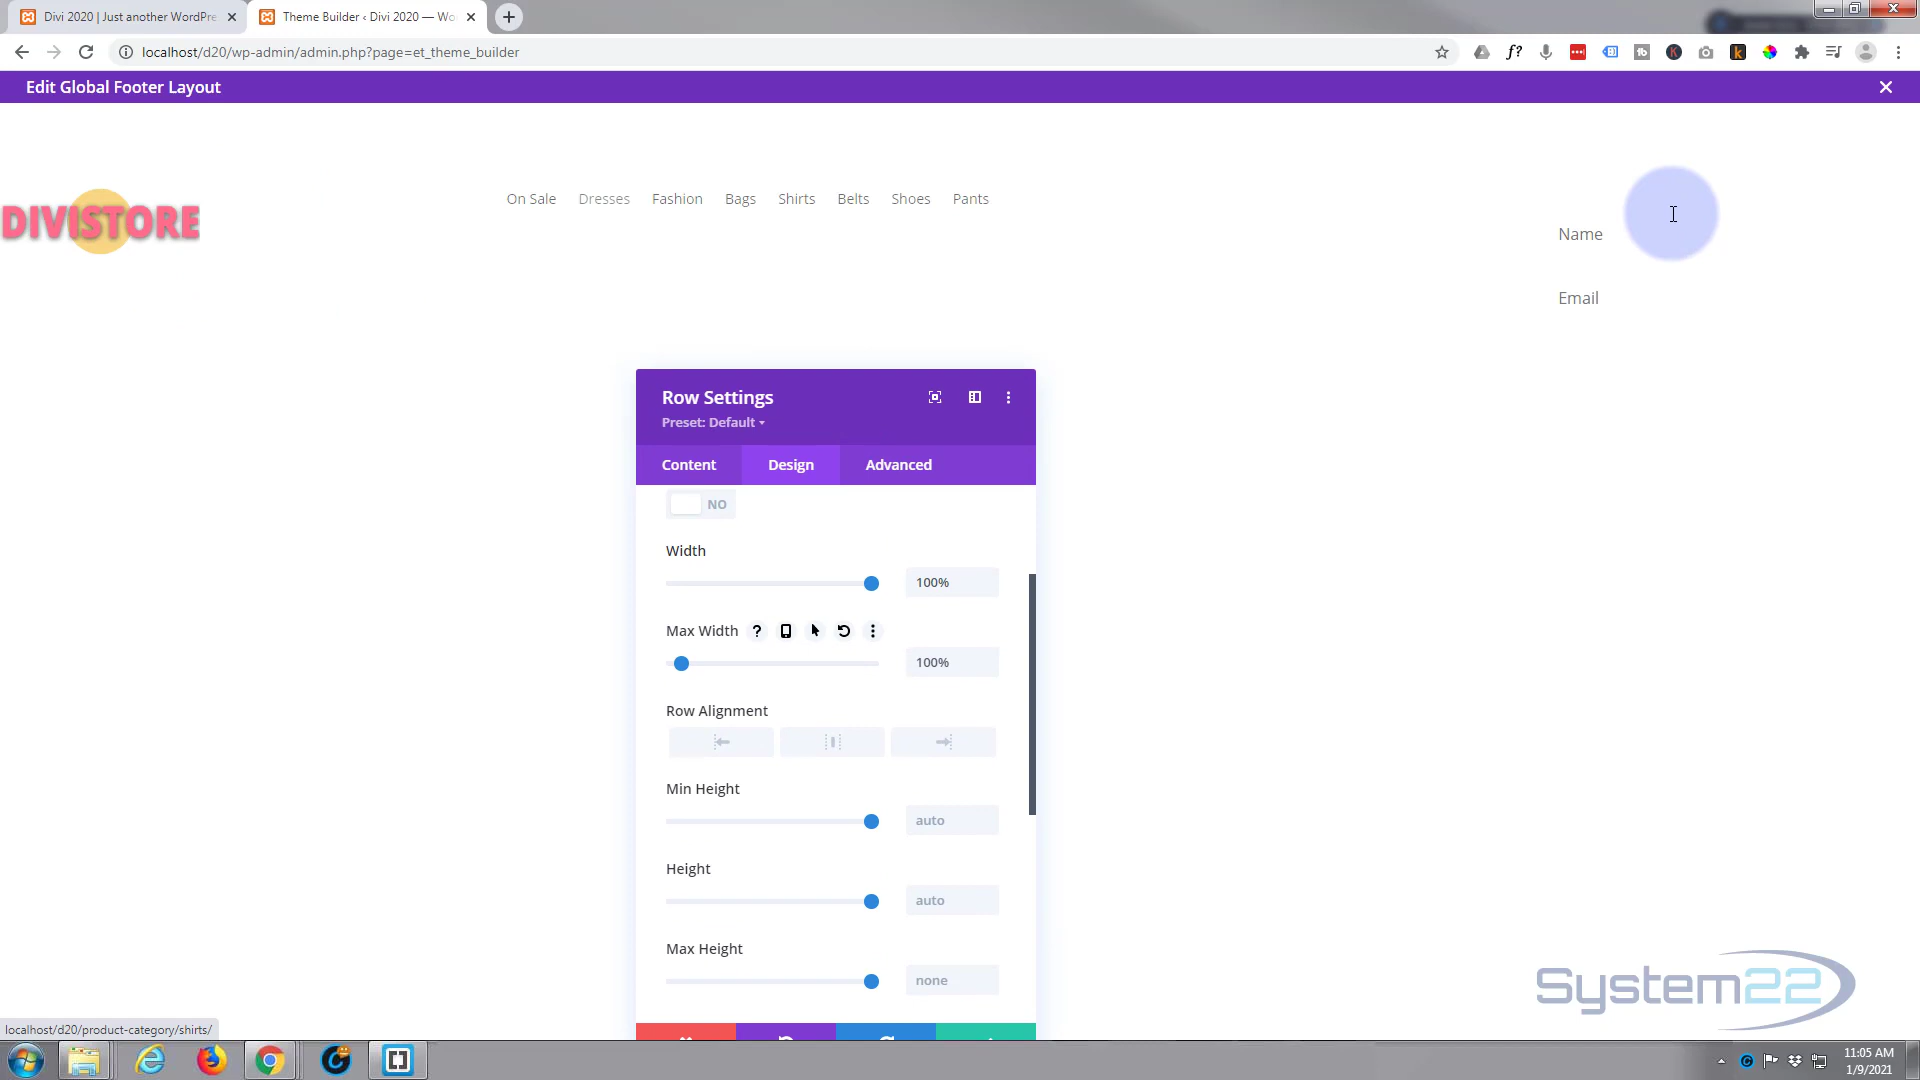 Divi 2020 | Just another WordPre
Theme Builder ‹ Divi 2020 — Wo
localhost/d20/wp-admin/admin.php?page=et_theme_builder
Edit Global Footer Layout
DIVISTORE
On Sale Dresses Fashion Bags Shirts Belts Shoes Pants
Name
Email
Row Settings
Preset: Default
Content Design Advanced
NO
Width
100%
Max Width ?
100%
Row Alignment
Min Height
auto
Height
auto
Max Height
none
System22
localhost/d20/product-category/shirts/
11:05 AM
1/9/2021